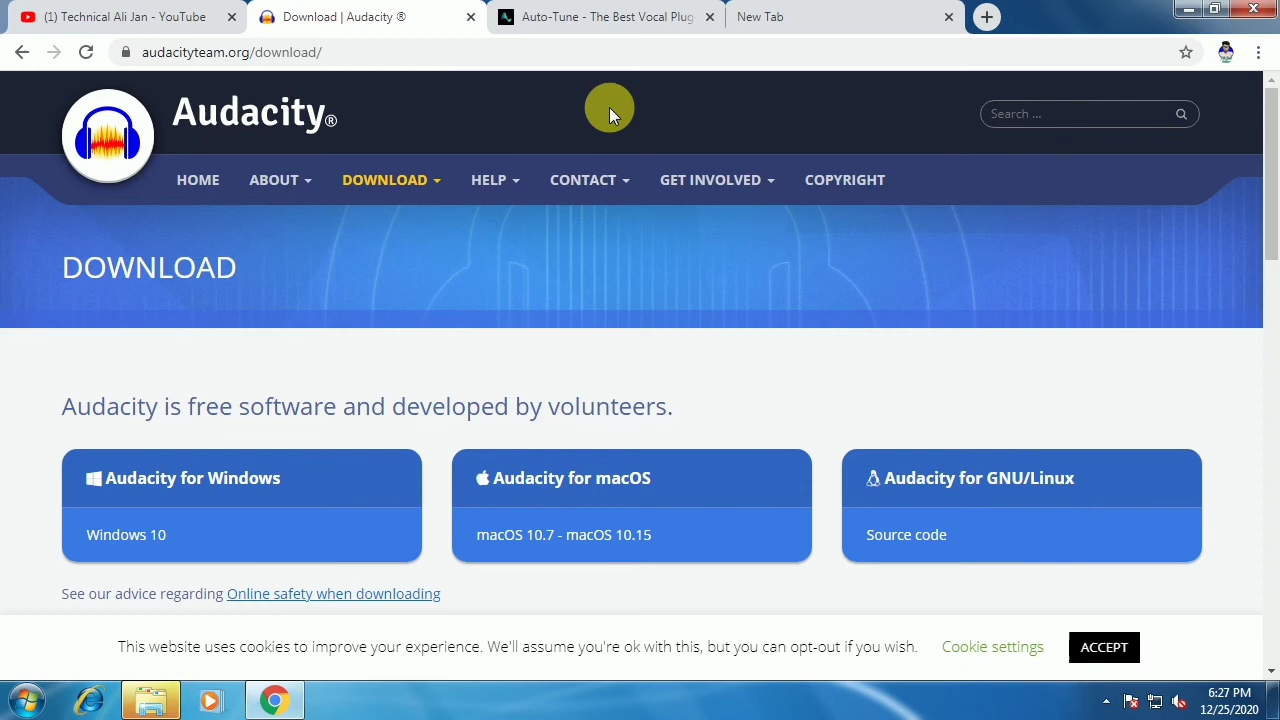 (1) Technical Ali Jan - YouTube
Download | Audacity ®
Auto-Tune - The Best Vocal Plug
New Tab
audacityteam.org/download/
Audacity®
Search ...
HOME ABOUT DOWNLOAD HELP CONTACT GET INVOLVED COPYRIGHT
DOWNLOAD
Audacity is free software and developed by volunteers.
Audacity for Windows
Windows 10
Audacity for macOS
macOS 10.7 - macOS 10.15
Audacity for GNU/Linux
Source code
See our advice regarding Online safety when downloading
This website uses cookies to improve your experience. We'll assume you're ok with this, but you can opt-out if you wish. Cookie settings ACCEPT
6:27 PM
12/25/2020